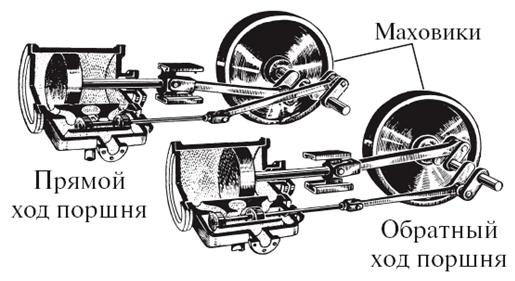 Маховики
Прямой
ход поршня
Обратный
ход поршня